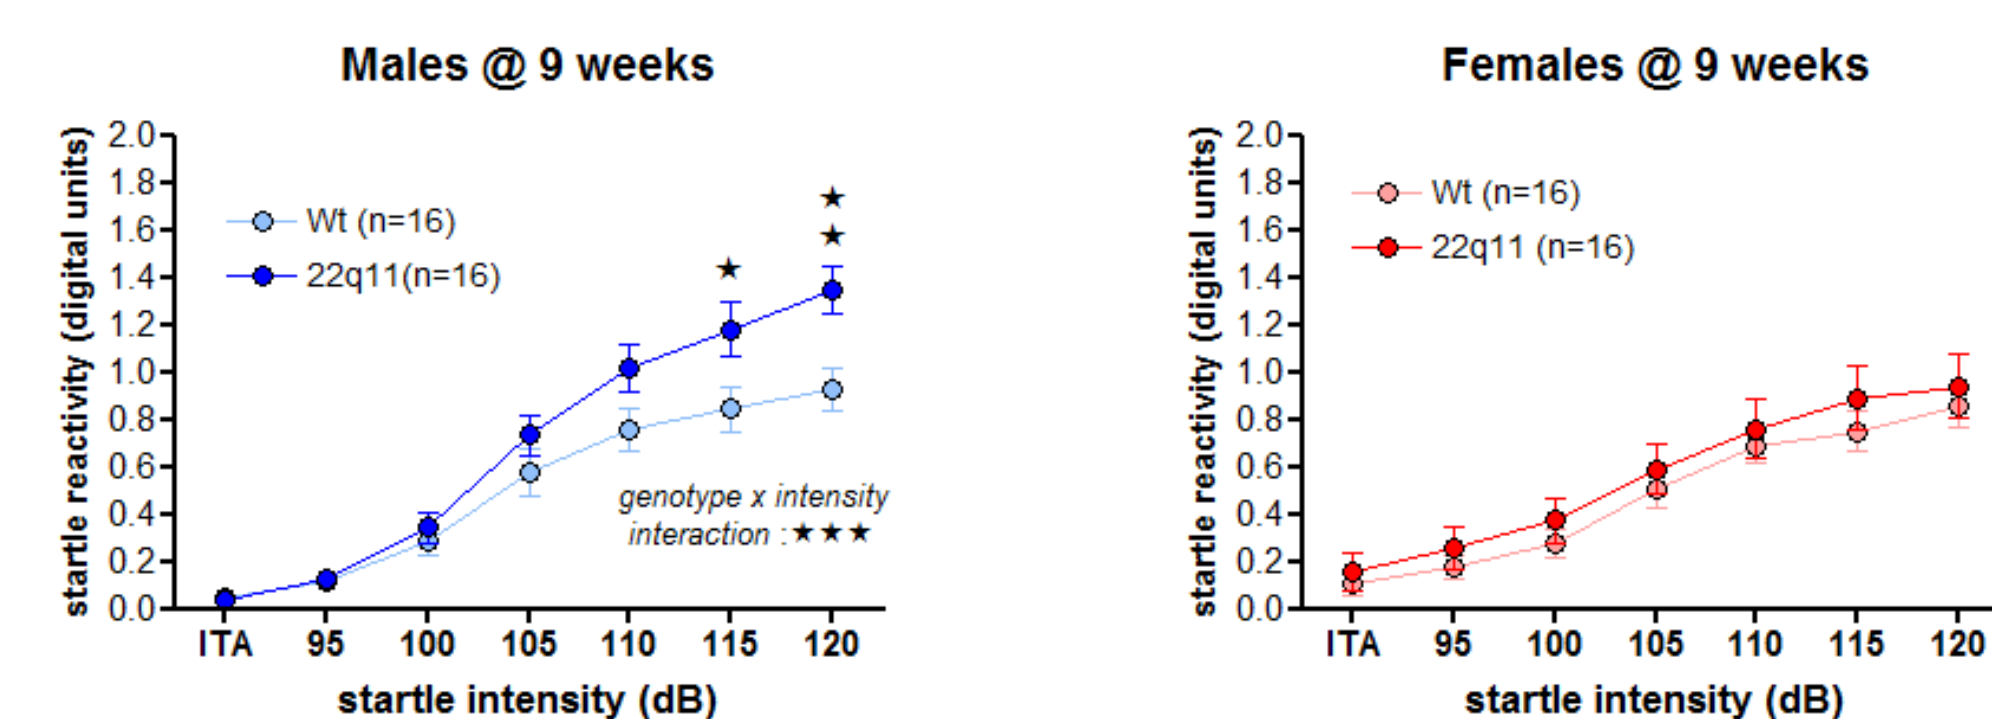 Males @ 9 weeks
startle reactivity (digital units)
2.0
1.8
1.6
1.4
1.2
1.0
0.8
0.6
0.4
0.2
0.0
Wt (n=16)
22q11(n=16)
★
★
★
genotype x intensity
interaction : ★ ★ ★
ITA 95 100 105 110 115 120
startle intensity (dB)
Females @ 9 weeks
startle reactivity (digital units)
2.0
1.8
1.6
1.4
1.2
1.0
0.8
0.6
0.4
0.2
0.0
Wt (n=16)
22q11 (n=16)
ITA 95 100 105 110 115 120
startle intensity (dB)